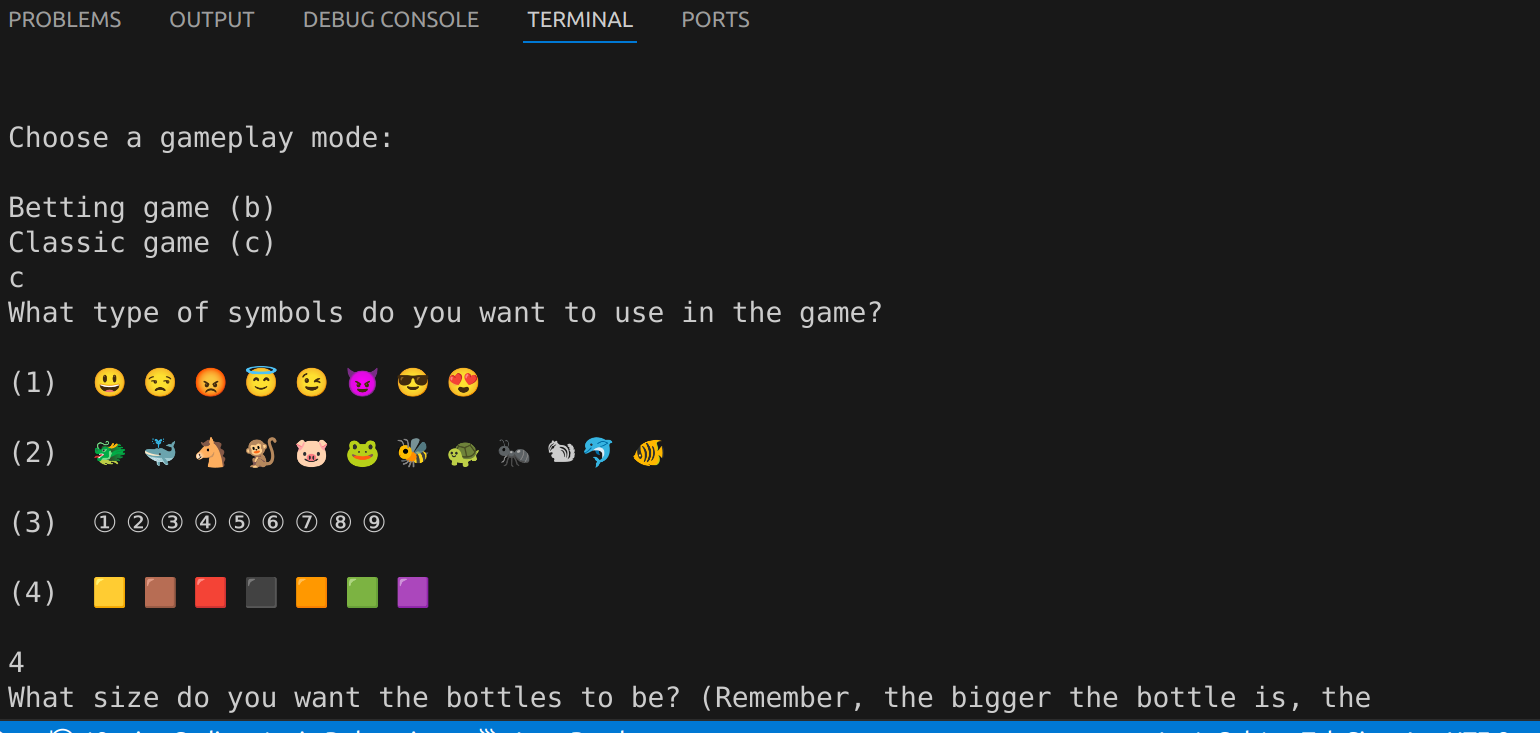 PROBLEMS OUTPUT DEBUG CONSOLE TERMINAL PORTS
Choose a gameplay mode:
Betting game (b)
Classic game (c)
c
What type of symbols do you want to use in the game?
(1) 😃 😒 😡 😇 😉 😈 😎 😍
(2) 🐲 🐳 🐴 🐒 🐷 🐸 🐝 🐢 🐜 🐿 🐬 🐠
(3) ① ② ③ ④ ⑤ ⑥ ⑦ ⑧ ⑨
(4) 🟨 🟫 🟥 ⬛ 🟧 🟩 🟪
4
What size do you want the bottles to be? (Remember, the bigger the bottle is, the